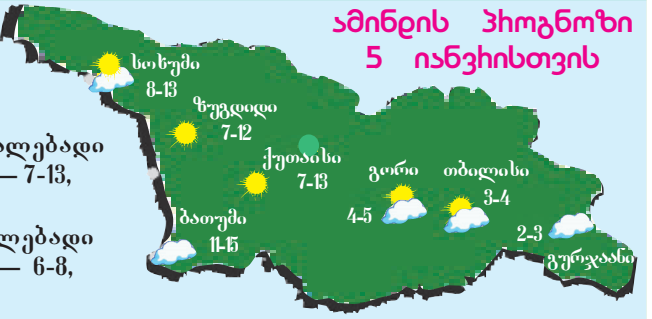 ამინდის პროგნოზი
5 იანვრისთვის
სოხუმი
8-13
ზუგდიდი
7-12
ალებადი
— 7-13,
ქუთაისი
7-13
გორი
4-5
თბილისი
3-4
ბათუმი
11-15
ლებადი
— 6-8,
2-3
გურჯაანი